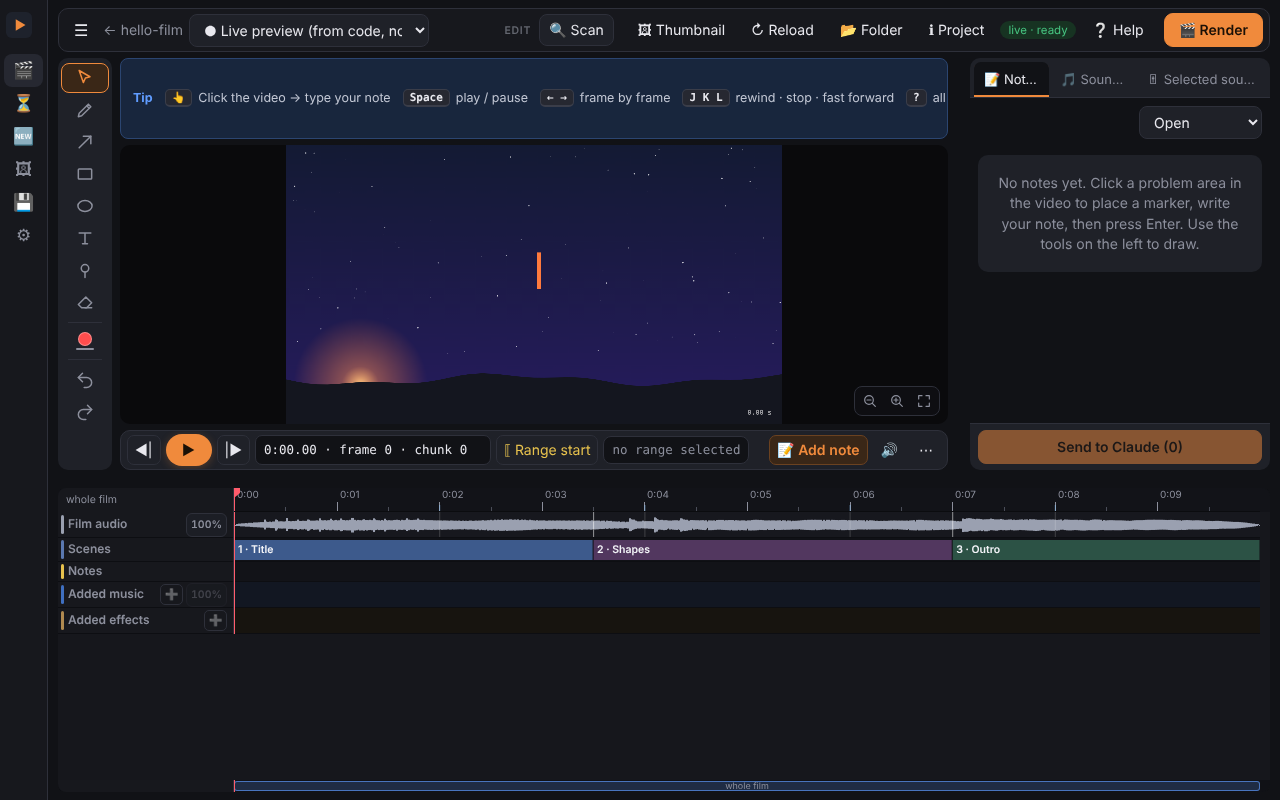 ☰ ← hello-film ● Live preview (from code, no EDIT 🔍 Scan 🖼 Thumbnail ↻ Reload 📂 Folder ℹ Project live · ready ❓ Help 🎬 Render
Tip 👆 Click the video → type your note Space play / pause ← → frame by frame J K L rewind · stop · fast forward ? all
0.00 s
0:00.00 · frame 0 · chunk 0 ⟦ Range start no range selected 📝 Add note 🔊 ⋯
📝 Not... 🎵 Soun... 🎚 Selected sou...
Open
No notes yet. Click a problem area in
the video to place a marker, write
your note, then press Enter. Use the
tools on the left to draw.
Send to Claude (0)
whole film 0:00 0:01 0:02 0:03 0:04 0:05 0:06 0:07 0:08 0:09
Film audio 100%
Scenes 1 · Title 2 · Shapes 3 · Outro
Notes
Added music ➕ 100%
Added effects ➕
whole film